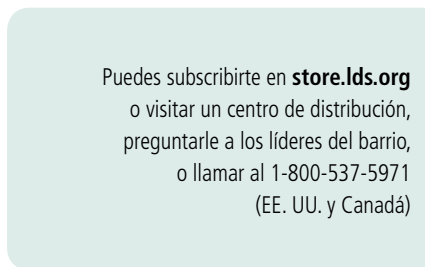 Puedes subscribirte en store.lds.org
o visitar un centro de distribución,
preguntarle a los líderes del barrio,
o llamar al 1-800-537-5971
(EE. UU. y Canadá)